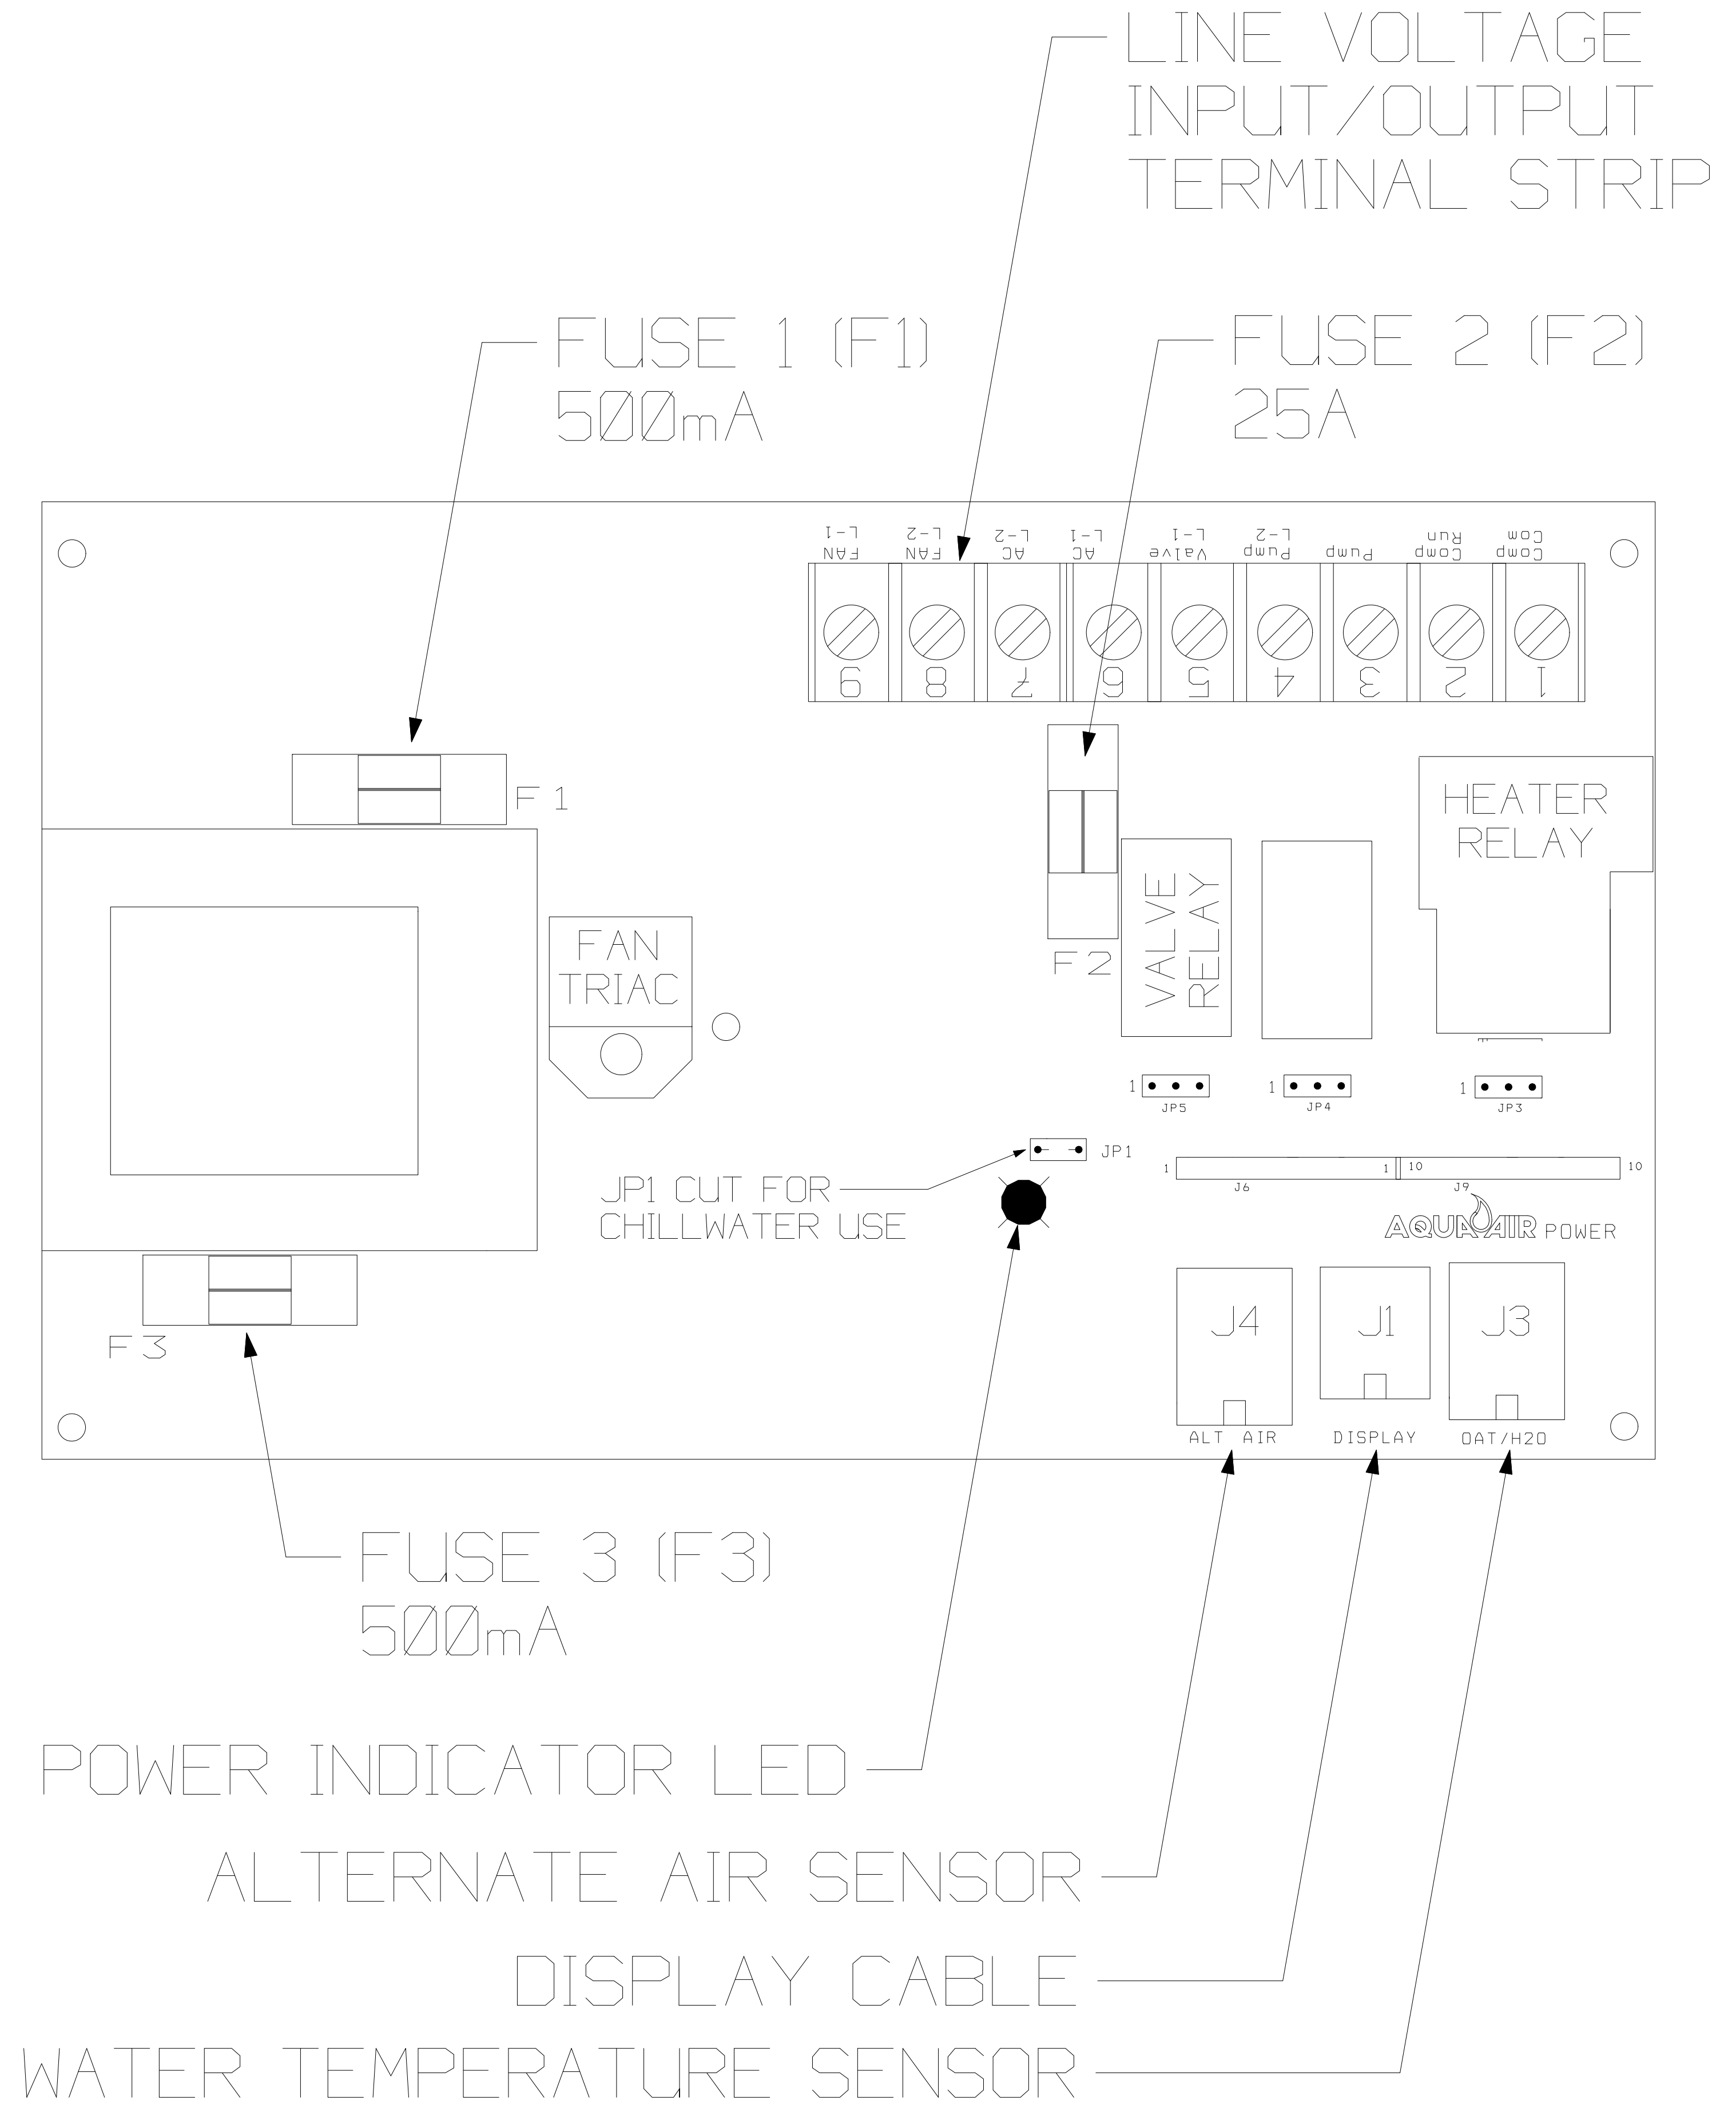 LINE VOLTAGE
INPUT/OUTPUT
TERMINAL STRIP
FUSE 1 (F1)
500mA
FUSE 2 (F2)
25A
FAN L-1
FAN L-2
AC L-2
AC L-1
Valve L-1
Pump L-2
Pump
Comp Run
Comp Com
9 8 7 6 5 4 3 2 1
F1
F2
HEATER
RELAY
VALVE
RELAY
FAN
TRIAC
1 JP5
1 JP4
1 JP3
JP1
JP1 CUT FOR
CHILLWATER USE
1 1 10 10
J6 J9
AQUA AIR POWER
J4 J1 J3
ALT AIR DISPLAY OAT/H2O
F3
FUSE 3 (F3)
500mA
POWER INDICATOR LED
ALTERNATE AIR SENSOR
DISPLAY CABLE
WATER TEMPERATURE SENSOR